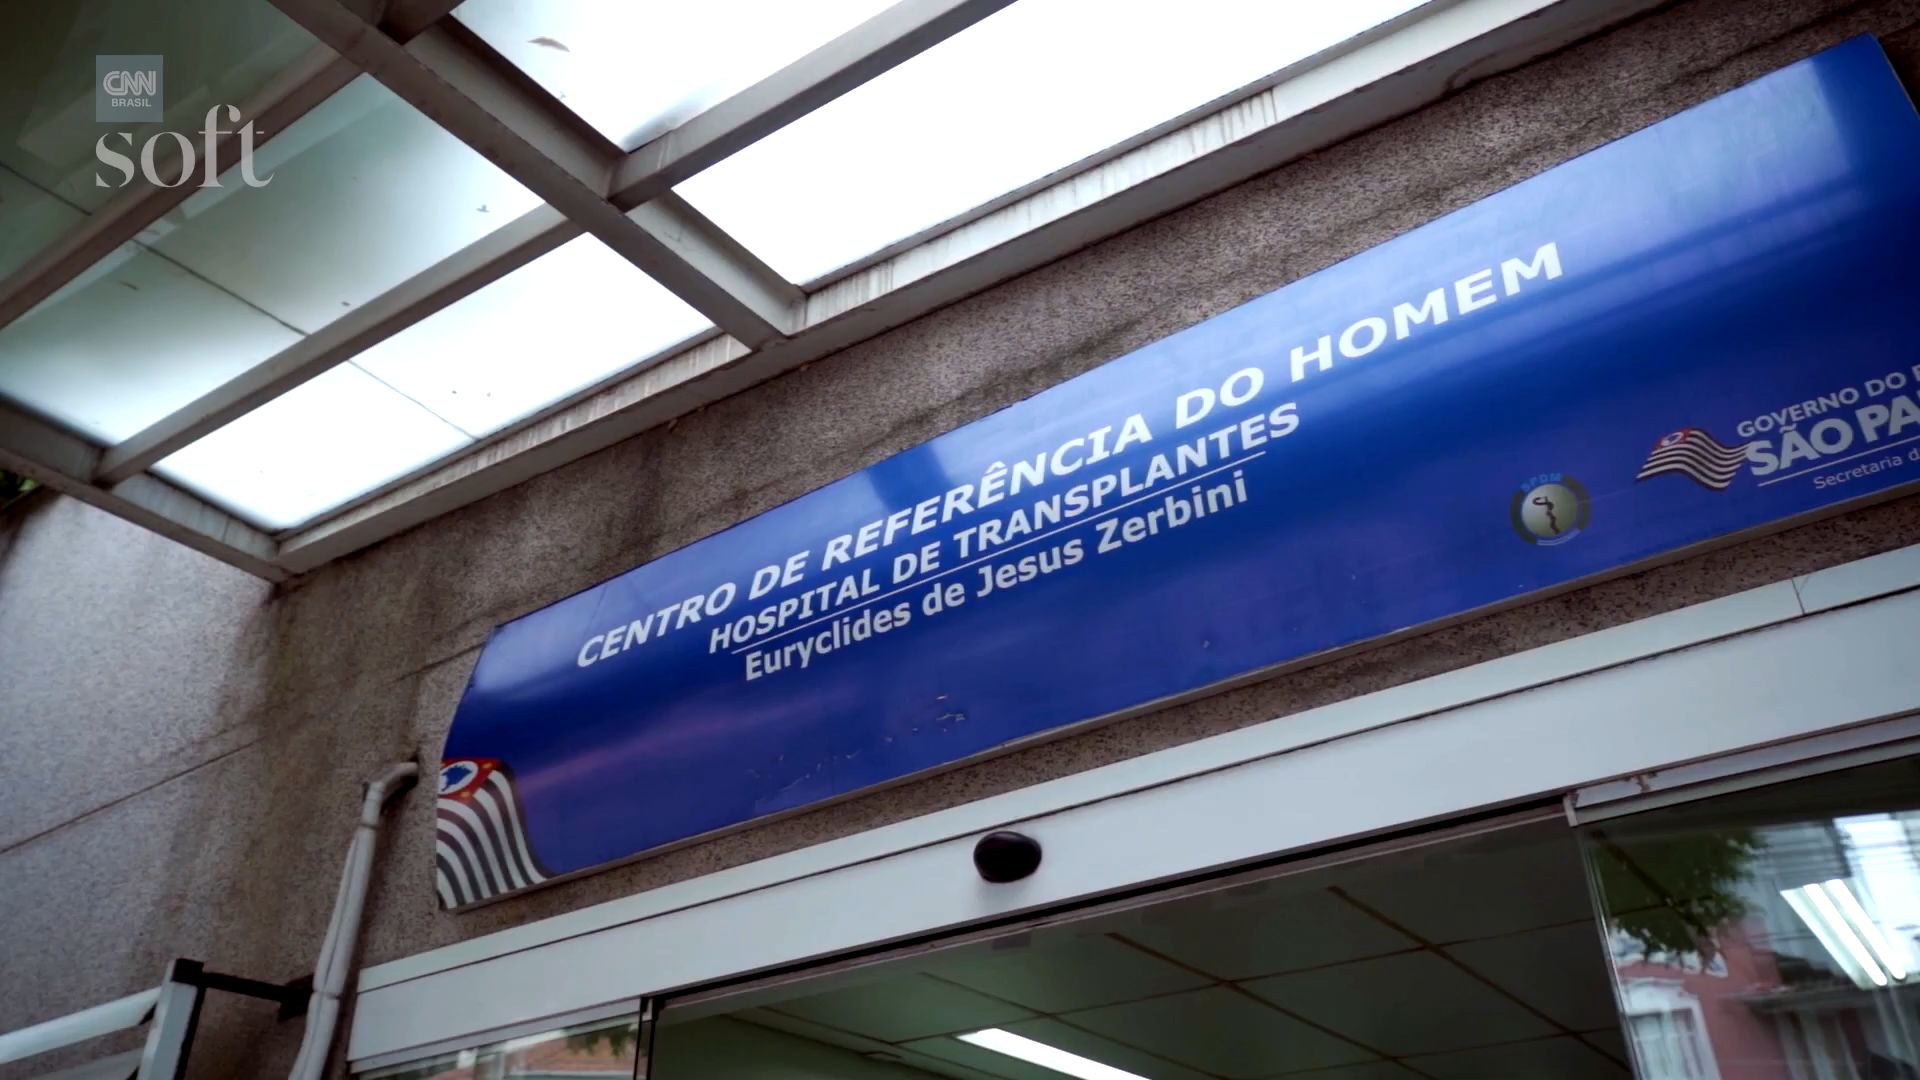 CNN
BRASIL
soft
CENTRO DE REFERÊNCIA DO HOMEM
HOSPITAL DE TRANSPLANTES
Euryclides de Jesus Zerbini
SPDM
GOVERNO DO
SÃO PA
Secretaria d